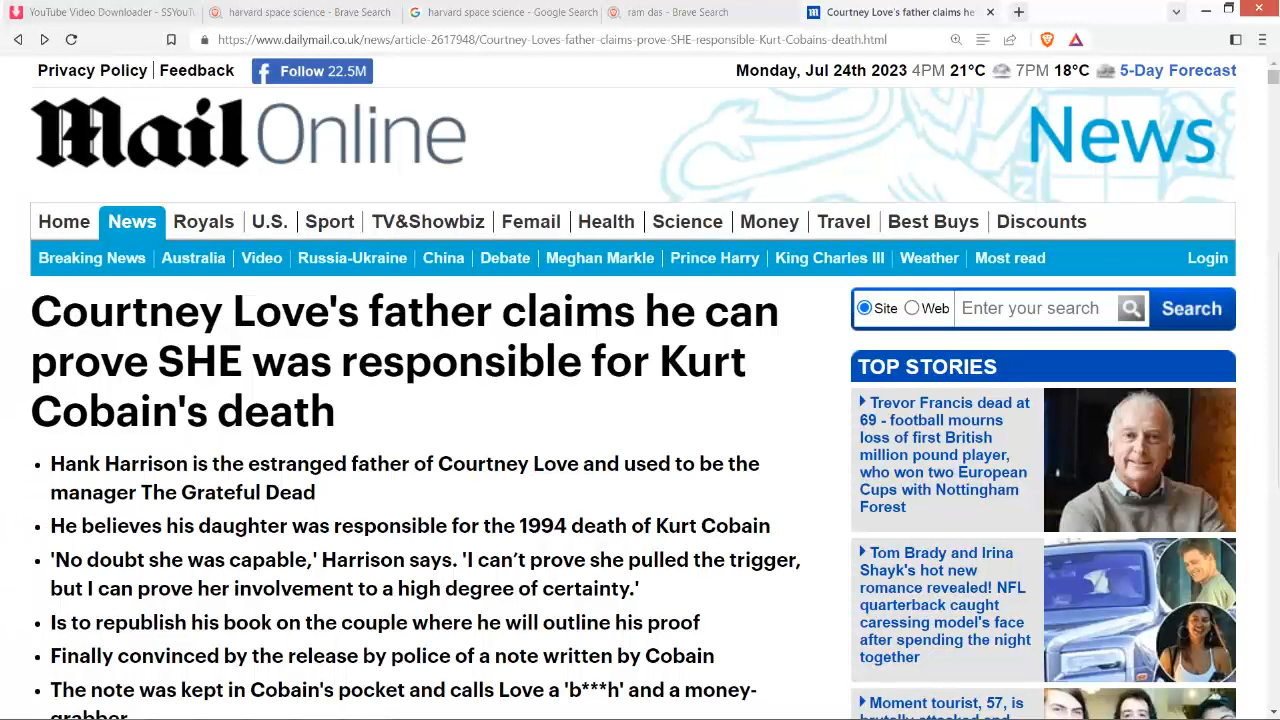 YouTube Video Downloader - SSYouT
harvard space science - Brave Search
harvard space science - Google Search
ram das - Brave Search
Courtney Love's father claims he
https://www.dailymail.co.uk/news/article-2617948/Courtney-Loves-father-claims-prove-SHE-responsible-Kurt-Cobains-death.html
Privacy Policy Feedback Follow 22.5M
Monday, Jul 24th 2023 4PM 21°C 7PM 18°C 5-Day Forecast
Mail Online
News
Home News Royals U.S. Sport TV&Showbiz Femail Health Science Money Travel Best Buys Discounts
Breaking News Australia Video Russia-Ukraine China Debate Meghan Markle Prince Harry King Charles III Weather Most read Login
Courtney Love's father claims he can
prove SHE was responsible for Kurt
Cobain's death
• Hank Harrison is the estranged father of Courtney Love and used to be the
manager The Grateful Dead
• He believes his daughter was responsible for the 1994 death of Kurt Cobain
• 'No doubt she was capable,' Harrison says. 'I can't prove she pulled the trigger,
but I can prove her involvement to a high degree of certainty.'
• Is to republish his book on the couple where he will outline his proof
• Finally convinced by the release by police of a note written by Cobain
• The note was kept in Cobain's pocket and calls Love a 'b***h' and a money-
grabber
Site Web Enter your search Search
TOP STORIES
Trevor Francis dead at
69 - football mourns
loss of first British
million pound player,
who won two European
Cups with Nottingham
Forest
Tom Brady and Irina
Shayk's hot new
romance revealed! NFL
quarterback caught
caressing model's face
after spending the night
together
Moment tourist, 57, is
brutally attacked and